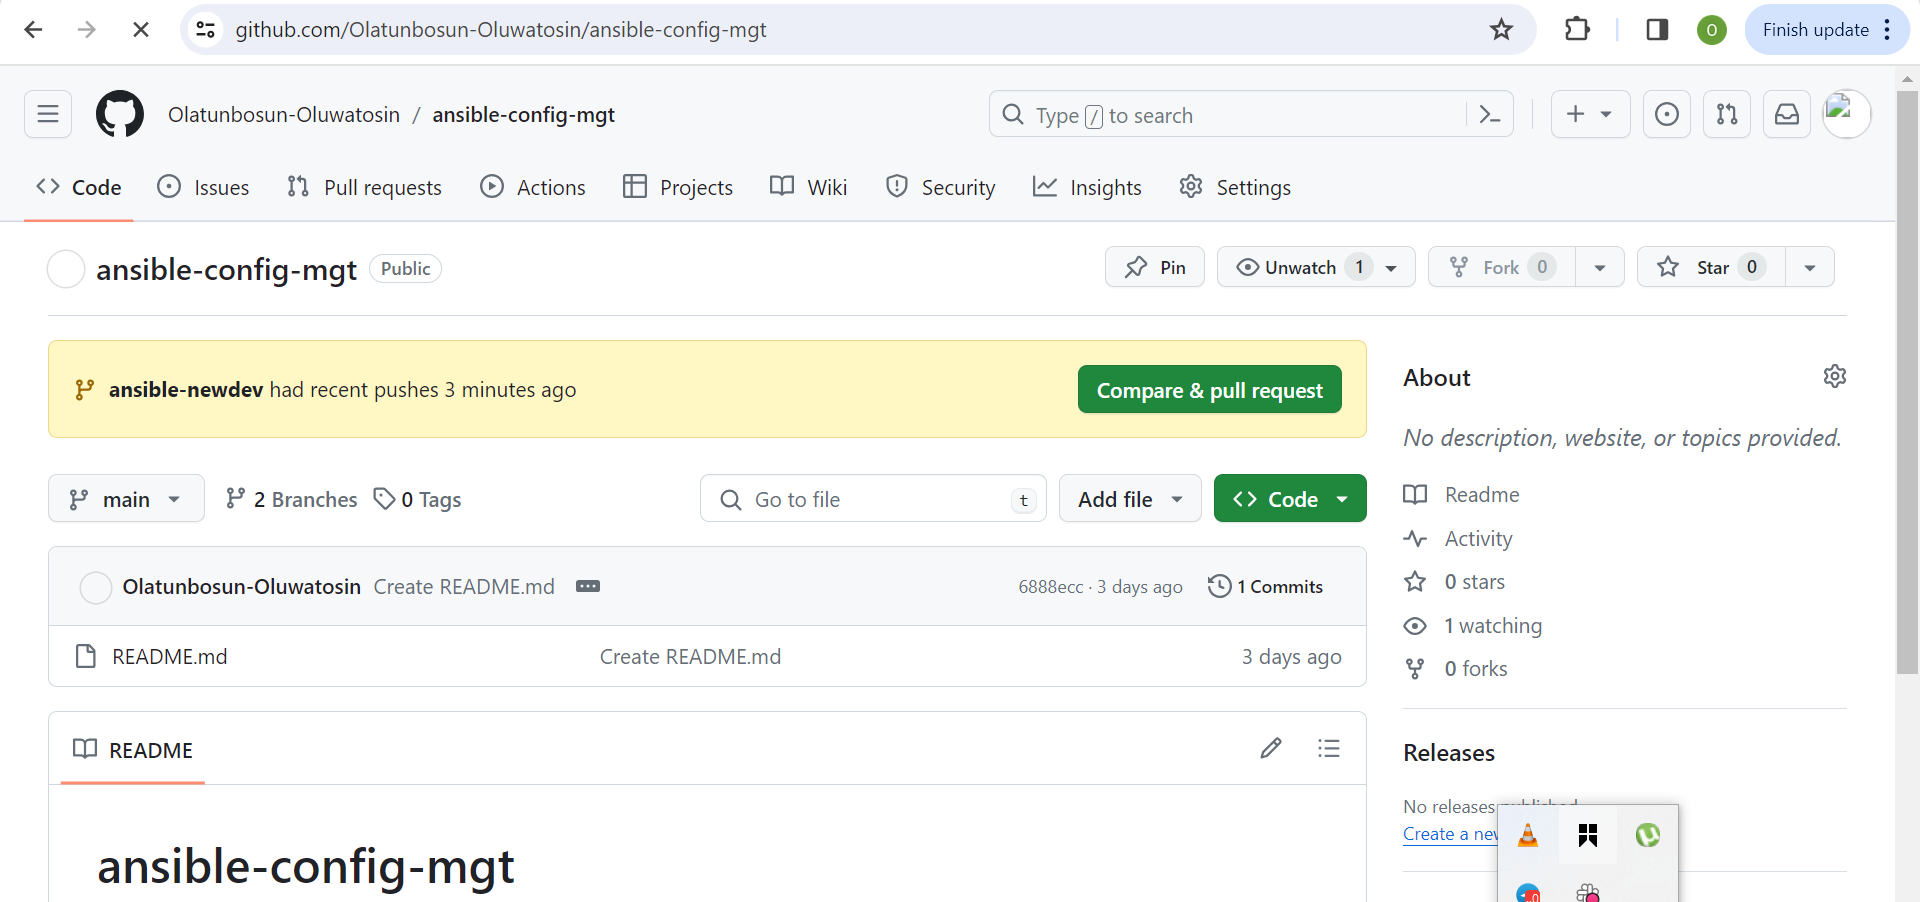 github.com/Olatunbosun-Oluwatosin/ansible-config-mgt
O
Finish update
Olatunbosun-Oluwatosin / ansible-config-mgt
Type / to search
Code Issues Pull requests Actions Projects Wiki Security Insights Settings
ansible-config-mgt Public
Pin Unwatch 1 Fork 0 Star 0
ansible-newdev had recent pushes 3 minutes ago
Compare & pull request
main 2 Branches 0 Tags Go to file t Add file Code
Olatunbosun-Oluwatosin Create README.md 6888ecc · 3 days ago 1 Commits
README.md Create README.md 3 days ago
README
ansible-config-mgt
About
No description, website, or topics provided.
Readme
Activity
0 stars
1 watching
0 forks
Releases
No releases published
Create a new